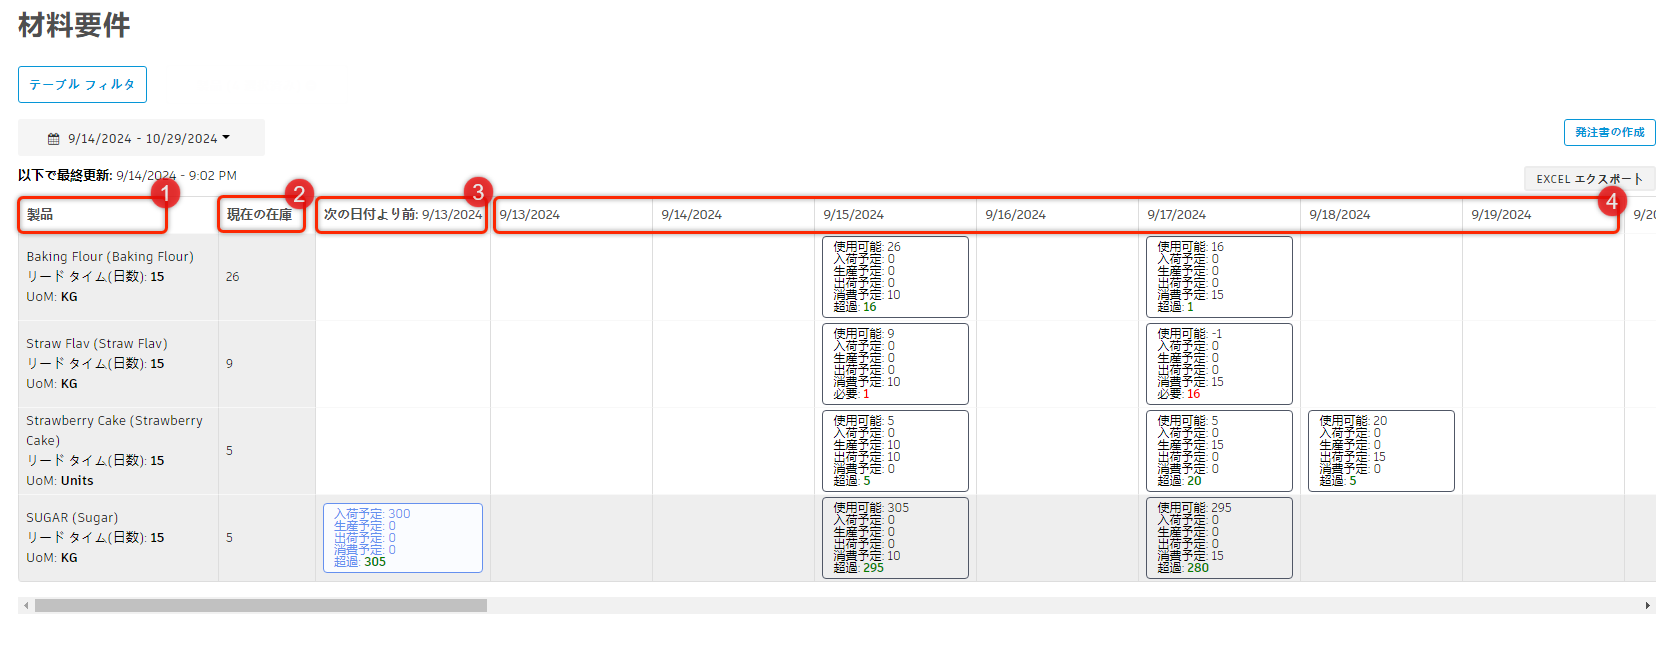 材料要件
テーブル フィルタ
9/14/2024 - 10/29/2024
発注書の作成
以下で最終更新: 9/14/2024 - 9:02 PM
EXCEL エクスポート
1
2
3
4
製品
現在の在庫
次の日付より前: 9/13/2024
9/13/2024
9/14/2024
9/15/2024
9/16/2024
9/17/2024
9/18/2024
9/19/2024
9/20
Baking Flour (Baking Flour)
リード タイム(日数): 15
UoM: KG
26
使用可能: 26
入荷予定: 0
生産予定: 0
出荷予定: 0
消費予定: 10
超過: 16
使用可能: 16
入荷予定: 0
生産予定: 0
出荷予定: 0
消費予定: 15
超過: 1
Straw Flav (Straw Flav)
リード タイム(日数): 15
UoM: KG
9
使用可能: 9
入荷予定: 0
生産予定: 0
出荷予定: 0
消費予定: 10
必要: 1
使用可能: -1
入荷予定: 0
生産予定: 0
出荷予定: 0
消費予定: 15
必要: 16
Strawberry Cake (Strawberry
Cake)
リード タイム(日数): 15
UoM: Units
5
使用可能: 5
入荷予定: 0
生産予定: 10
出荷予定: 10
消費予定: 0
超過: 5
使用可能: 5
入荷予定: 0
生産予定: 15
出荷予定: 0
消費予定: 0
超過: 20
使用可能: 20
入荷予定: 0
生産予定: 0
出荷予定: 15
消費予定: 0
超過: 5
SUGAR (Sugar)
リード タイム(日数): 15
UoM: KG
5
入荷予定: 300
生産予定: 0
出荷予定: 0
消費予定: 0
超過: 305
使用可能: 305
入荷予定: 0
生産予定: 0
出荷予定: 0
消費予定: 10
超過: 295
使用可能: 295
入荷予定: 0
生産予定: 0
出荷予定: 0
消費予定: 15
超過: 280